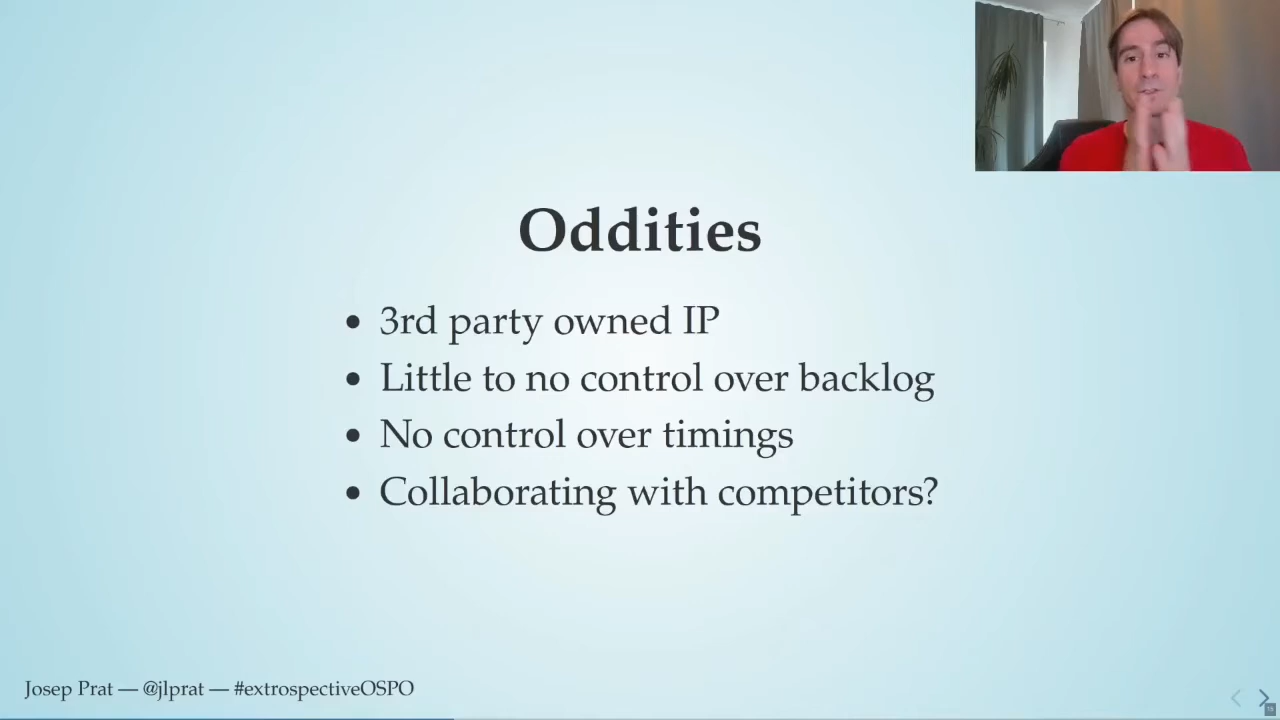 Oddities
• 3rd party owned IP
• Little to no control over backlog
• No control over timings
• Collaborating with competitors?
Josep Prat — @jlprat — #extrospectiveOSPO